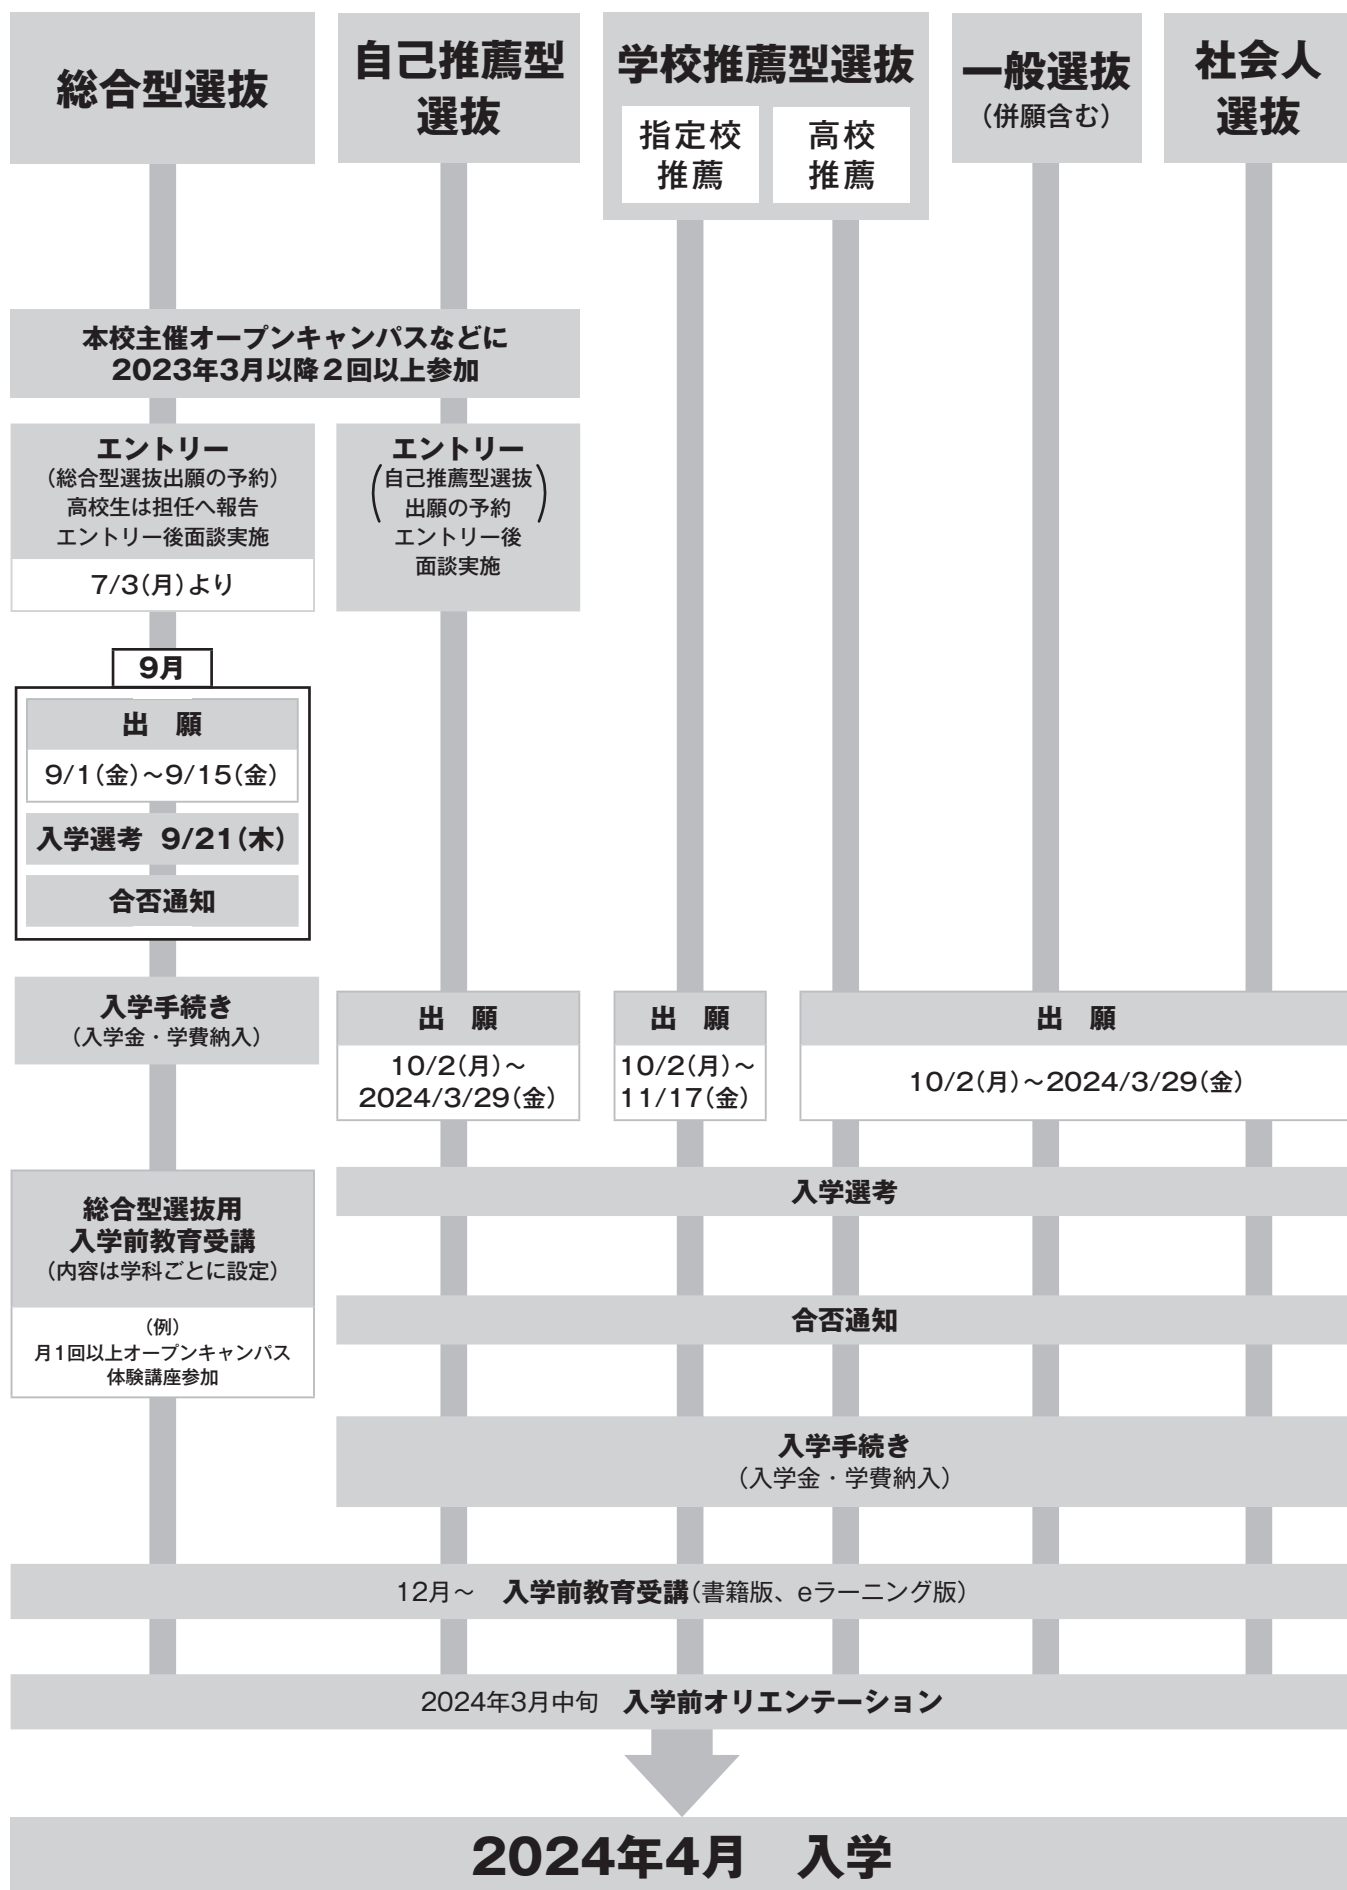 総合型選抜
自己推薦型
選抜
学校推薦型選抜
指定校
推薦
高校
推薦
一般選抜
（併願含む）
社会人
選抜
本校主催オープンキャンパスなどに
2023年3月以降２回以上参加
エントリー
（総合型選抜出願の予約）
高校生は担任へ報告
エントリー後面談実施
7/3（月）より
エントリー
（自己推薦型選抜
出願の予約）
エントリー後
面談実施
9月
出　願
9/1（金）～9/15（金）
入学選考 9/21（木）
合否通知
入学手続き
（入学金・学費納入）
出　願
10/2（月）～
2024/3/29（金）
出　願
10/2（月）～
11/17（金）
出　願
10/2（月）～2024/3/29（金）
総合型選抜用
入学前教育受講
（内容は学科ごとに設定）
（例）
月1回以上オープンキャンパス
体験講座参加
入学選考
合否通知
入学手続き
（入学金・学費納入）
12月～　入学前教育受講（書籍版、eラーニング版）
2024年3月中旬　入学前オリエンテーション
2024年4月　入学